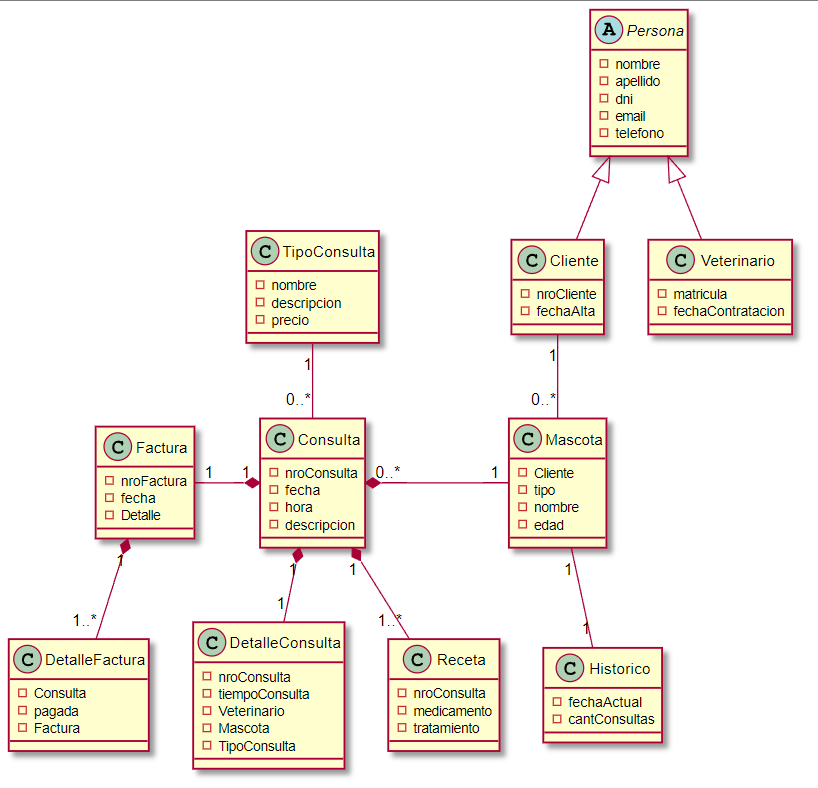 A Persona
nombre
apellido
dni
email
telefono
C TipoConsulta
nombre
descripcion
precio
C Cliente
nroCliente
fechaAlta
C Veterinario
matricula
fechaContratacion
1
0..*
1
0..*
C Factura
nroFactura
fecha
Detalle
1
1
C Consulta
nroConsulta
fecha
hora
descripcion
0..*
1
C Mascota
Cliente
tipo
nombre
edad
1
1..*
1
1
1
1..*
1
1
C DetalleFactura
Consulta
pagada
Factura
C DetalleConsulta
nroConsulta
tiempoConsulta
Veterinario
Mascota
TipoConsulta
C Receta
nroConsulta
medicamento
tratamiento
C Historico
fechaActual
cantConsultas